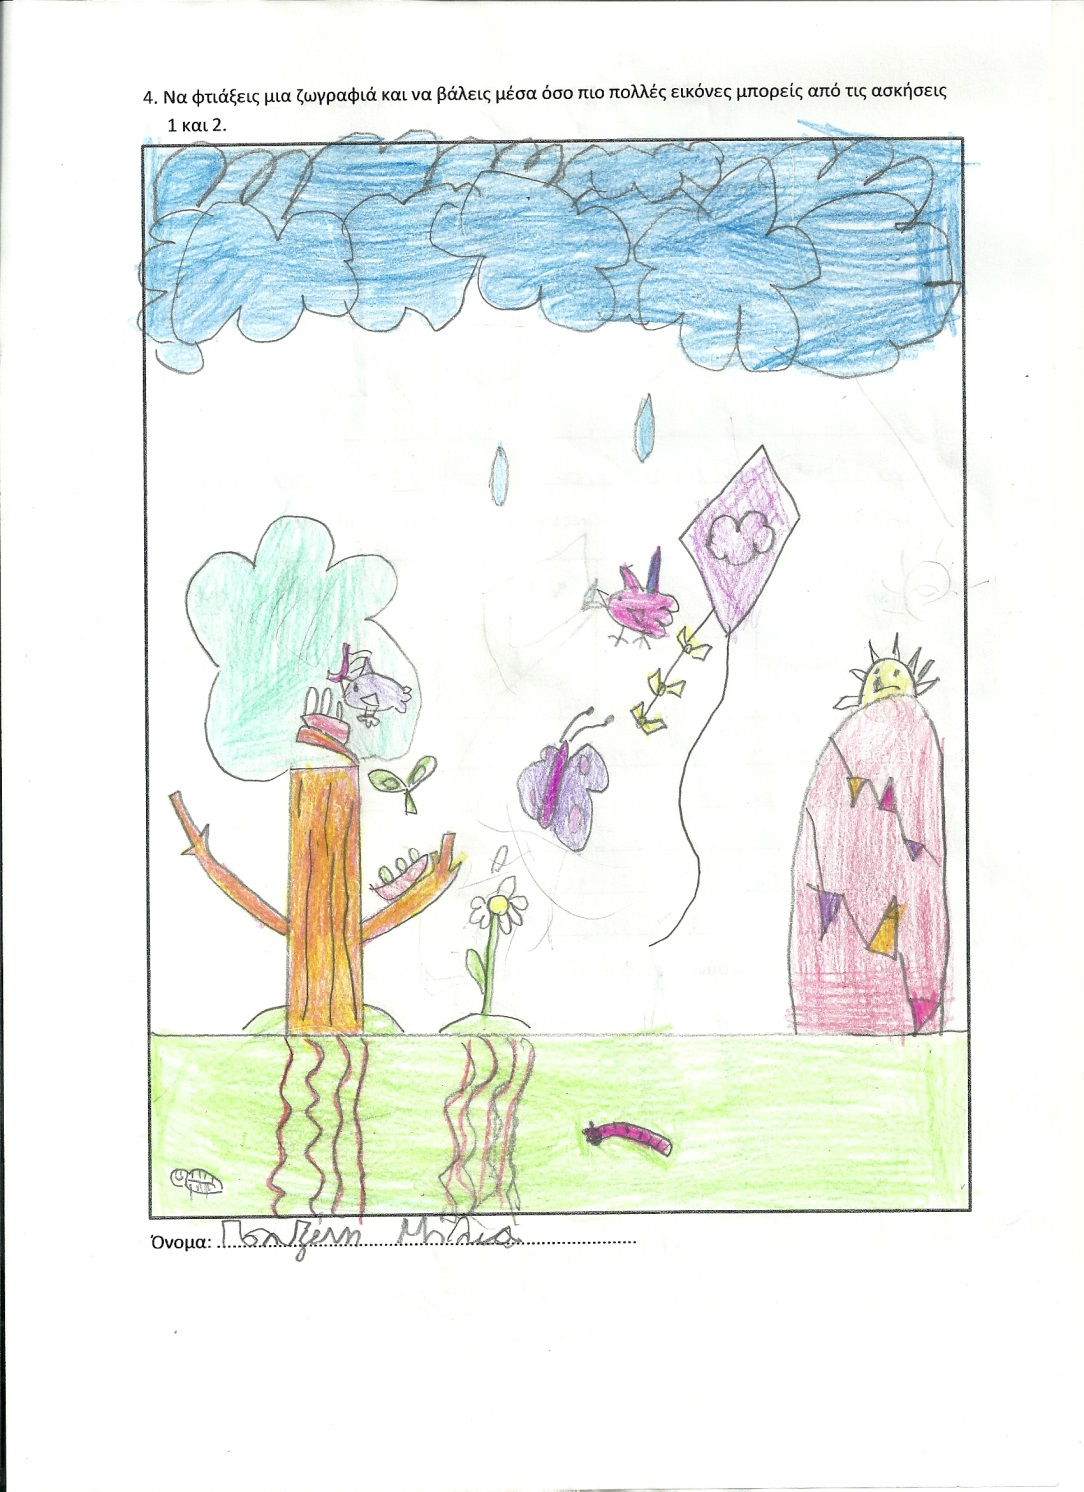 4. Να φτιάξεις μια ζωγραφιά και να βάλεις μέσα όσο πιο πολλές εικόνες μπορείς από τις ασκήσεις
1 και 2.
Όνομα: